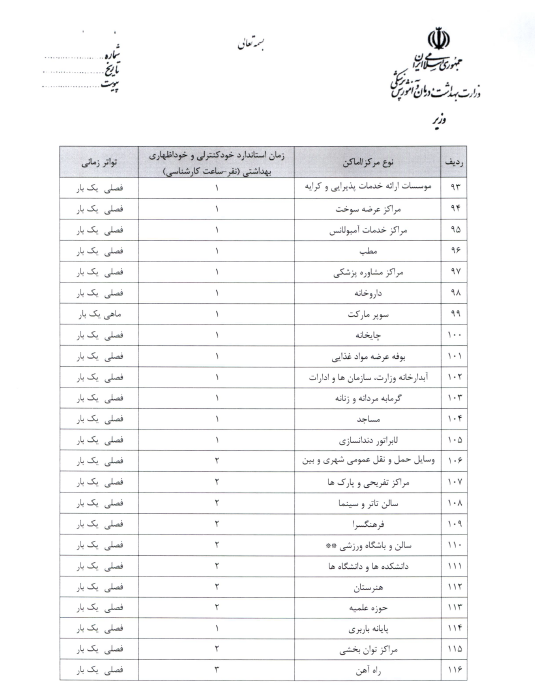 بسمه تعالی
جمهوری اسلامی ایران
وزارت بهداشت درمان و آموزش پزشکی
وزیر
شماره ....................
تاریخ ....................
پیوست ....................
ردیف نوع مرکز/اماکن زمان استاندارد خودکنترلی و خوداظهاری تواتر زمانی
بهداشتی (نفر-ساعت کارشناسی)
۹۳ موسسات ارائه خدمات پذیرایی و کرایه ۱ فصلی یک بار
۹۴ مراکز عرضه سوخت ۱ فصلی یک بار
۹۵ مراکز خدمات آمبولانس ۱ فصلی یک بار
۹۶ مطب ۱ فصلی یک بار
۹۷ مراکز مشاوره پزشکی ۱ فصلی یک بار
۹۸ داروخانه ۱ فصلی یک بار
۹۹ سوپر مارکت ۱ ماهی یک بار
۱۰۰ چایخانه ۱ فصلی یک بار
۱۰۱ بوفه عرضه مواد غذایی ۱ فصلی یک بار
۱۰۲ آبدارخانه وزارت، سازمان ها و ادارات ۱ فصلی یک بار
۱۰۳ گرمابه مردانه و زنانه ۱ فصلی یک بار
۱۰۴ مساجد ۱ فصلی یک بار
۱۰۵ لابراتور دندانسازی ۱ فصلی یک بار
۱۰۶ وسایل حمل و نقل عمومی شهری و بین ۲ فصلی یک بار
۱۰۷ مراکز تفریحی و پارک ها ۲ فصلی یک بار
۱۰۸ سالن تاتر و سینما ۲ فصلی یک بار
۱۰۹ فرهنگسرا ۲ فصلی یک بار
۱۱۰ سالن و باشگاه ورزشی ** ۲ فصلی یک بار
۱۱۱ دانشکده ها و دانشگاه ها ۲ فصلی یک بار
۱۱۲ هنرستان ۲ فصلی یک بار
۱۱۳ حوزه علمیه ۲ فصلی یک بار
۱۱۴ پایانه باربری ۱ فصلی یک بار
۱۱۵ مراکز توان بخشی ۲ فصلی یک بار
۱۱۶ راه آهن ۳ فصلی یک بار